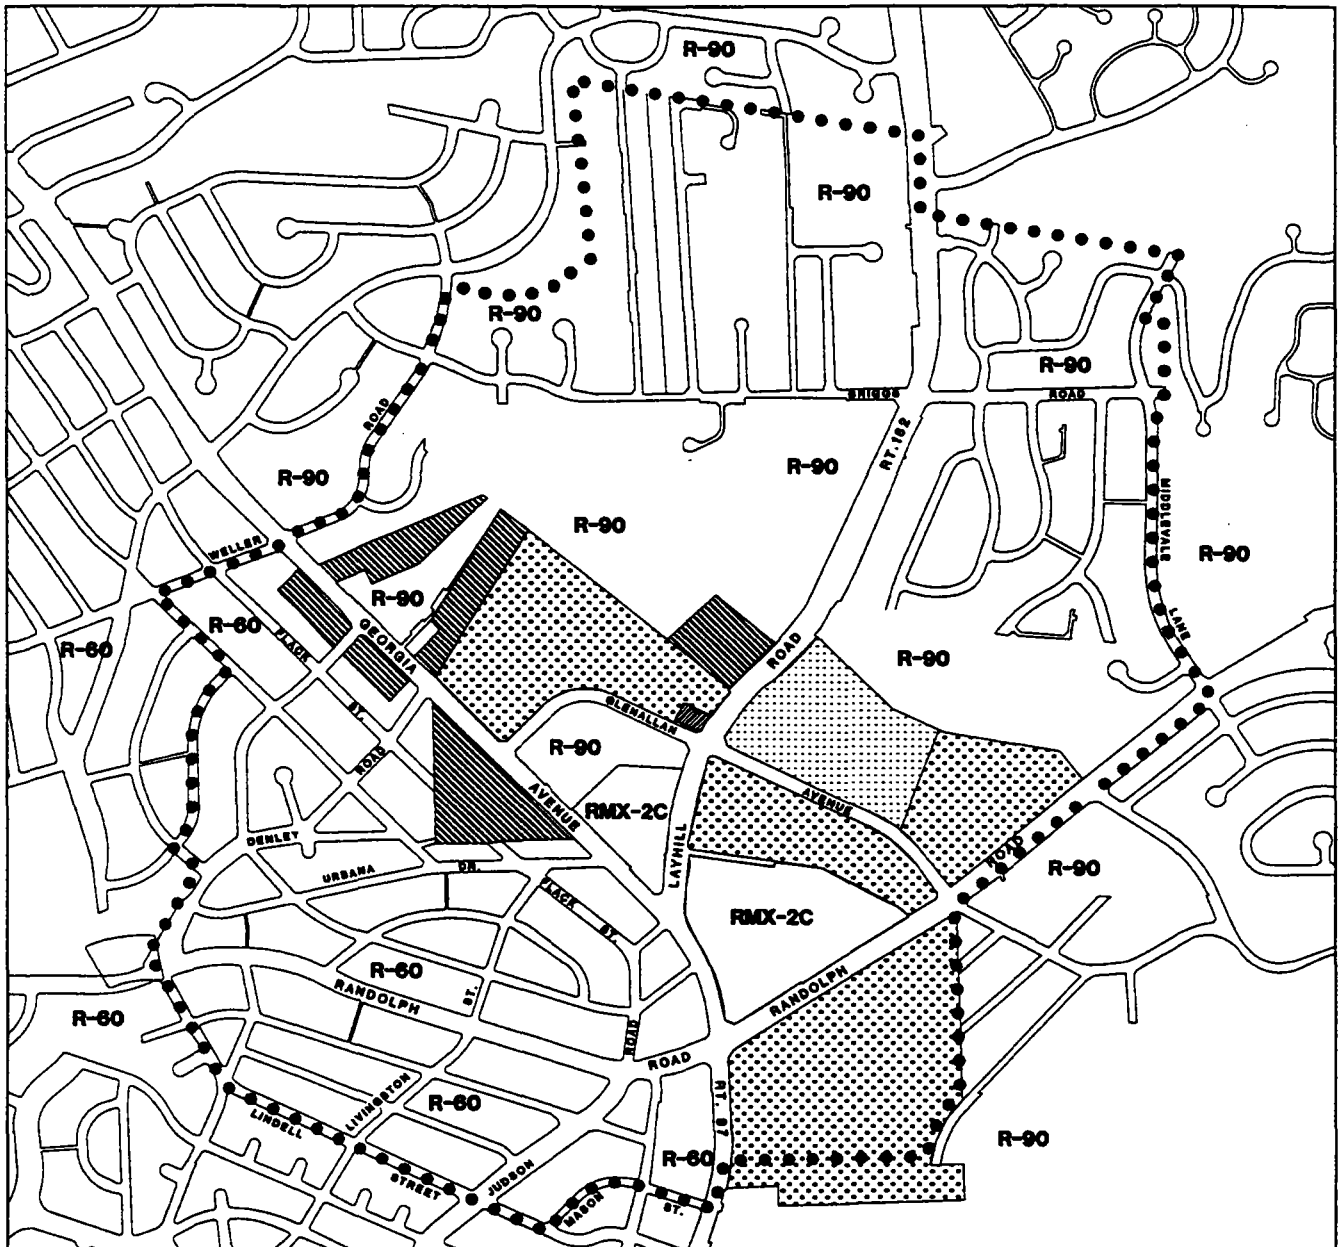 R-90
R-90
R-90
R-90
BRIGGS
ROAD
ROAD
RT.182
R-90
R-90
R-90
MIDDLEVALE
R-90
WELLER
R-90
R-60
LANE
R-60
FLACK
GEORGIA
ROAD
R-90
ST.
GLENALLAN
R-90
ROAD
AVENUE
RMX-2C
AVENUE
DENLEY
ROAD
URBANA
DR.
LAYHILL
R-90
FLACK
ST.
RMX-2C
R-60
RANDOLPH
ST.
RANDOLPH
R-60
ROAD
ROAD
LIVINGSTON
R-60
RT. 97
LINDELL
R-90
R-60
STREET
JUDSON
MASON
ST.